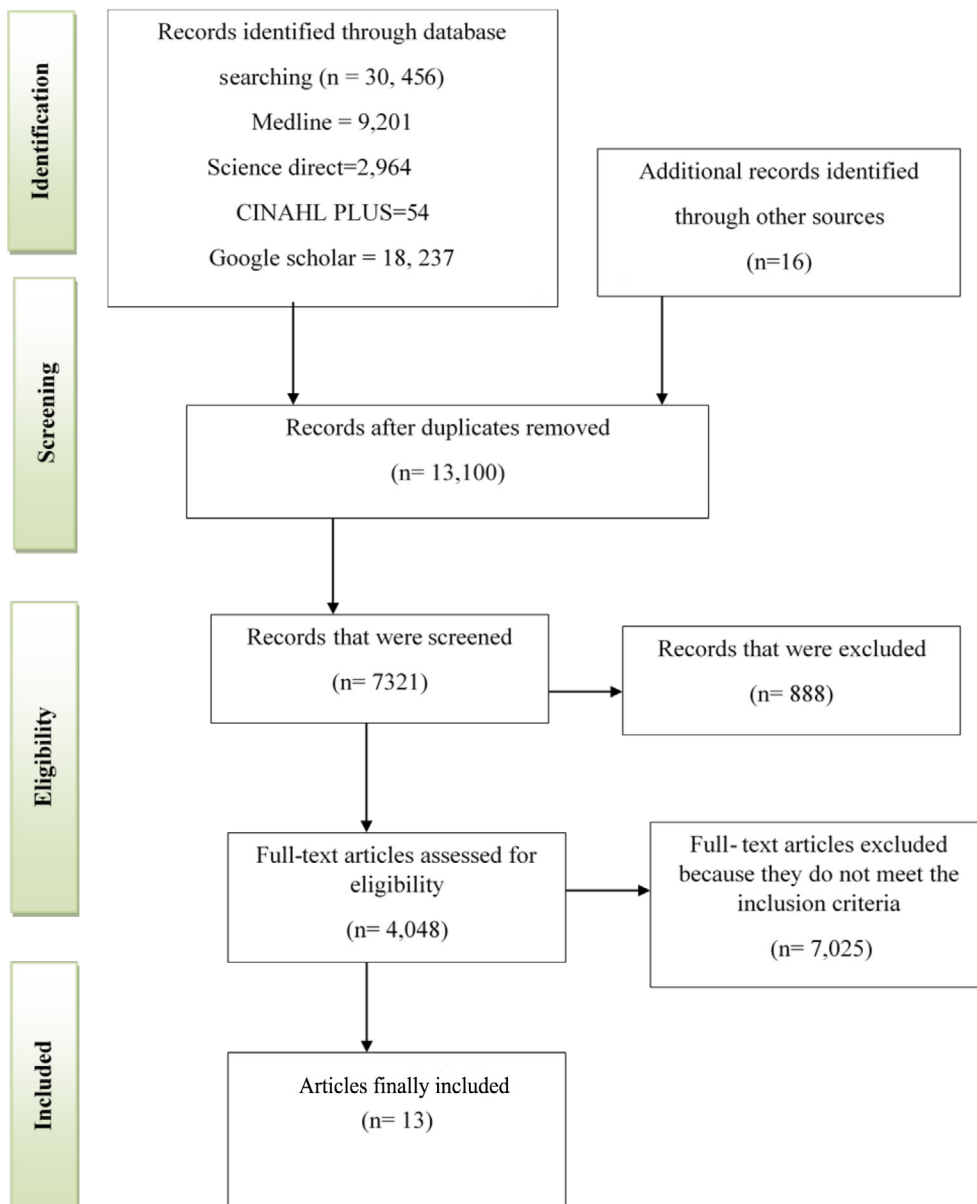 Identification
Records identified through database
searching (n = 30, 456)
Medline = 9,201
Science direct=2,964
CINAHL PLUS=54
Google scholar = 18, 237
Additional records identified
through other sources
(n=16)
Screening
Records after duplicates removed
(n= 13,100)
Eligibility
Records that were screened
(n= 7321)
Records that were excluded
(n= 888)
Full-text articles assessed for
eligibility
(n= 4,048)
Full- text articles excluded
because they do not meet the
inclusion criteria
(n= 7,025)
Included
Articles finally included
(n= 13)